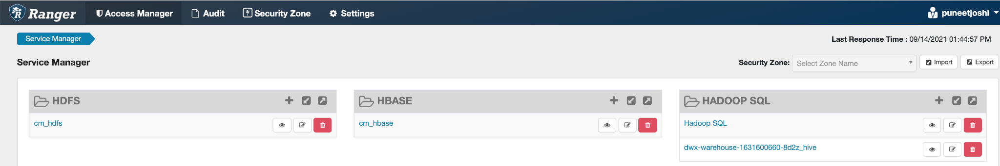 Ranger Access Manager Audit Security Zone Settings puneetjoshi
Service Manager
Last Response Time : 09/14/2021 01:44:57 PM
Service Manager
Security Zone: Select Zone Name Import Export
HDFS
cm_hdfs
HBASE
cm_hbase
HADOOP SQL
Hadoop SQL
dwx-warehouse-1631600660-8d2z_hive